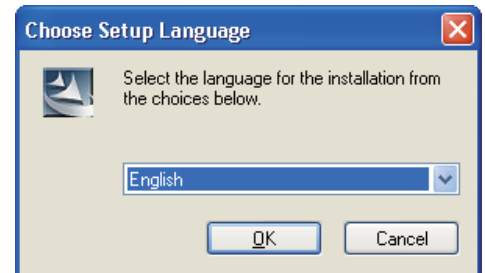 Choose Setup Language
Select the language for the installation from
the choices below.
English
OK
Cancel